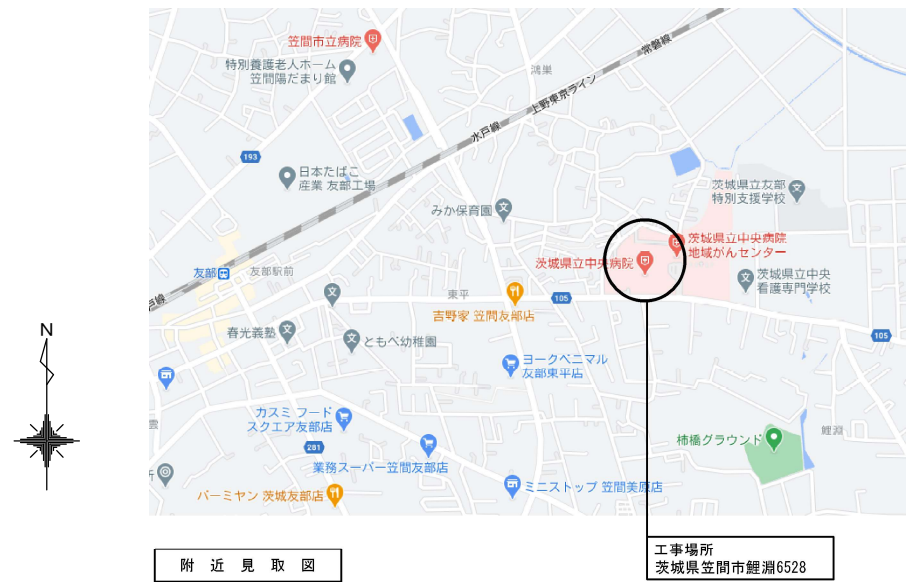 笠間市立病院
常磐線
特別養護老人ホーム
笠間陽だまり館
鴻巣
上野東京ライン
水戸線
193
日本たばこ
産業 友部工場
茨城県立友部
特別支援学校
みか保育園
茨城県立中央病院
地域がんセンター
茨城県立中央病院
友部
友部駅前
茨城県立中央
看護専門学校
戸線
東平
105
吉野家 笠間友部店
春光義塾
ともべ幼稚園
105
ヨークベニマル
友部東平店
N
カスミ フード
スクエア友部店
雲
281
柿橋グラウンド
鯉淵
業務スーパー笠間友部店
折
バーミヤン 茨城友部店
ミニストップ 笠間美原店
附近見取図
工事場所
茨城県笠間市鯉淵6528